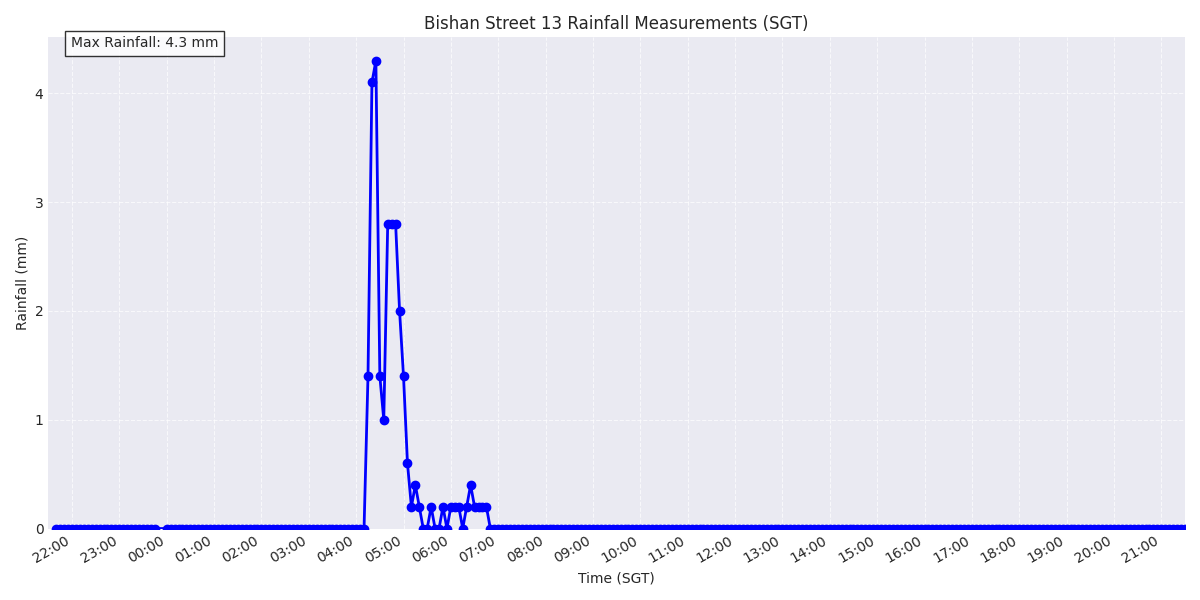 Bishan Street 13 Rainfall Measurements (SGT)
Max Rainfall: 4.3 mm
4
3
2
1
0
Rainfall (mm)
22:00 23:00 00:00 01:00 02:00 03:00 04:00 05:00 06:00 07:00 08:00 09:00 10:00 11:00 12:00 13:00 14:00 15:00 16:00 17:00 18:00 19:00 20:00 21:00
Time (SGT)